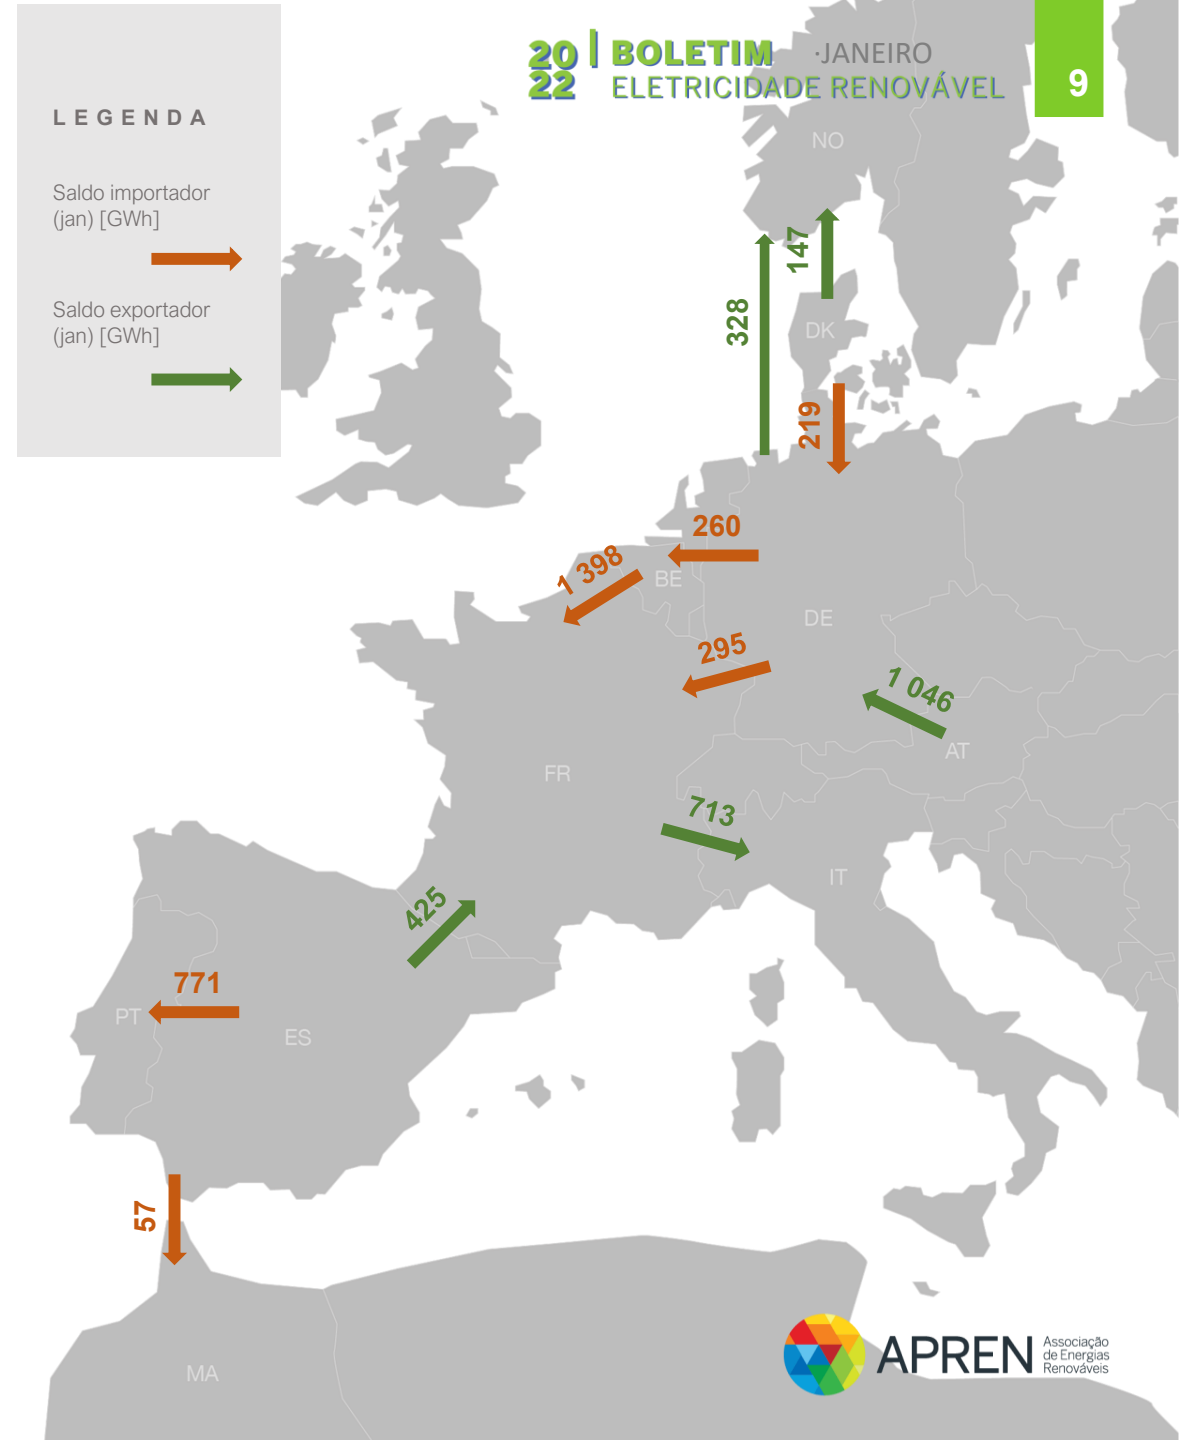 20
22
BOLETIM ·JANEIRO
ELETRICIDADE RENOVÁVEL
9
LEGENDA
Saldo importador
(jan) [GWh]
Saldo exportador
(jan) [GWh]
NO
147
328
DK
219
260
1 398
BE
DE
295
1 046
AT
FR
713
IT
425
771
PT
ES
57
MA
APREN
Associação
de Energias
Renováveis